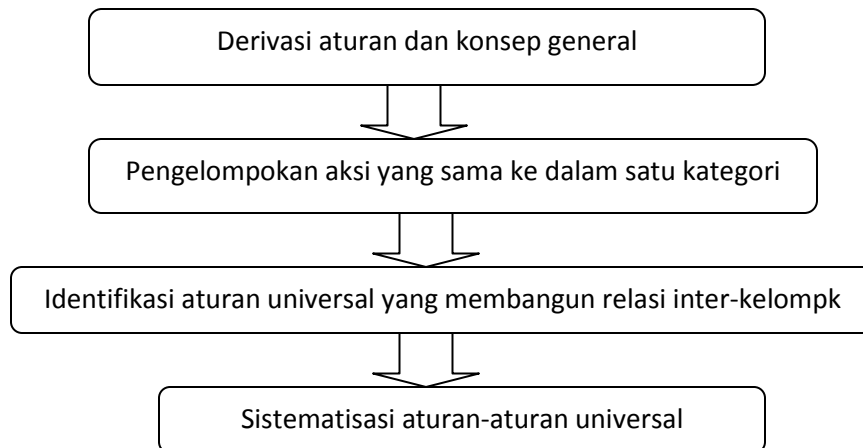 Derivasi aturan dan konsep general
Pengelompokan aksi yang sama ke dalam satu kategori
Identifikasi aturan universal yang membangun relasi inter-kelompk
Sistematisasi aturan-aturan universal